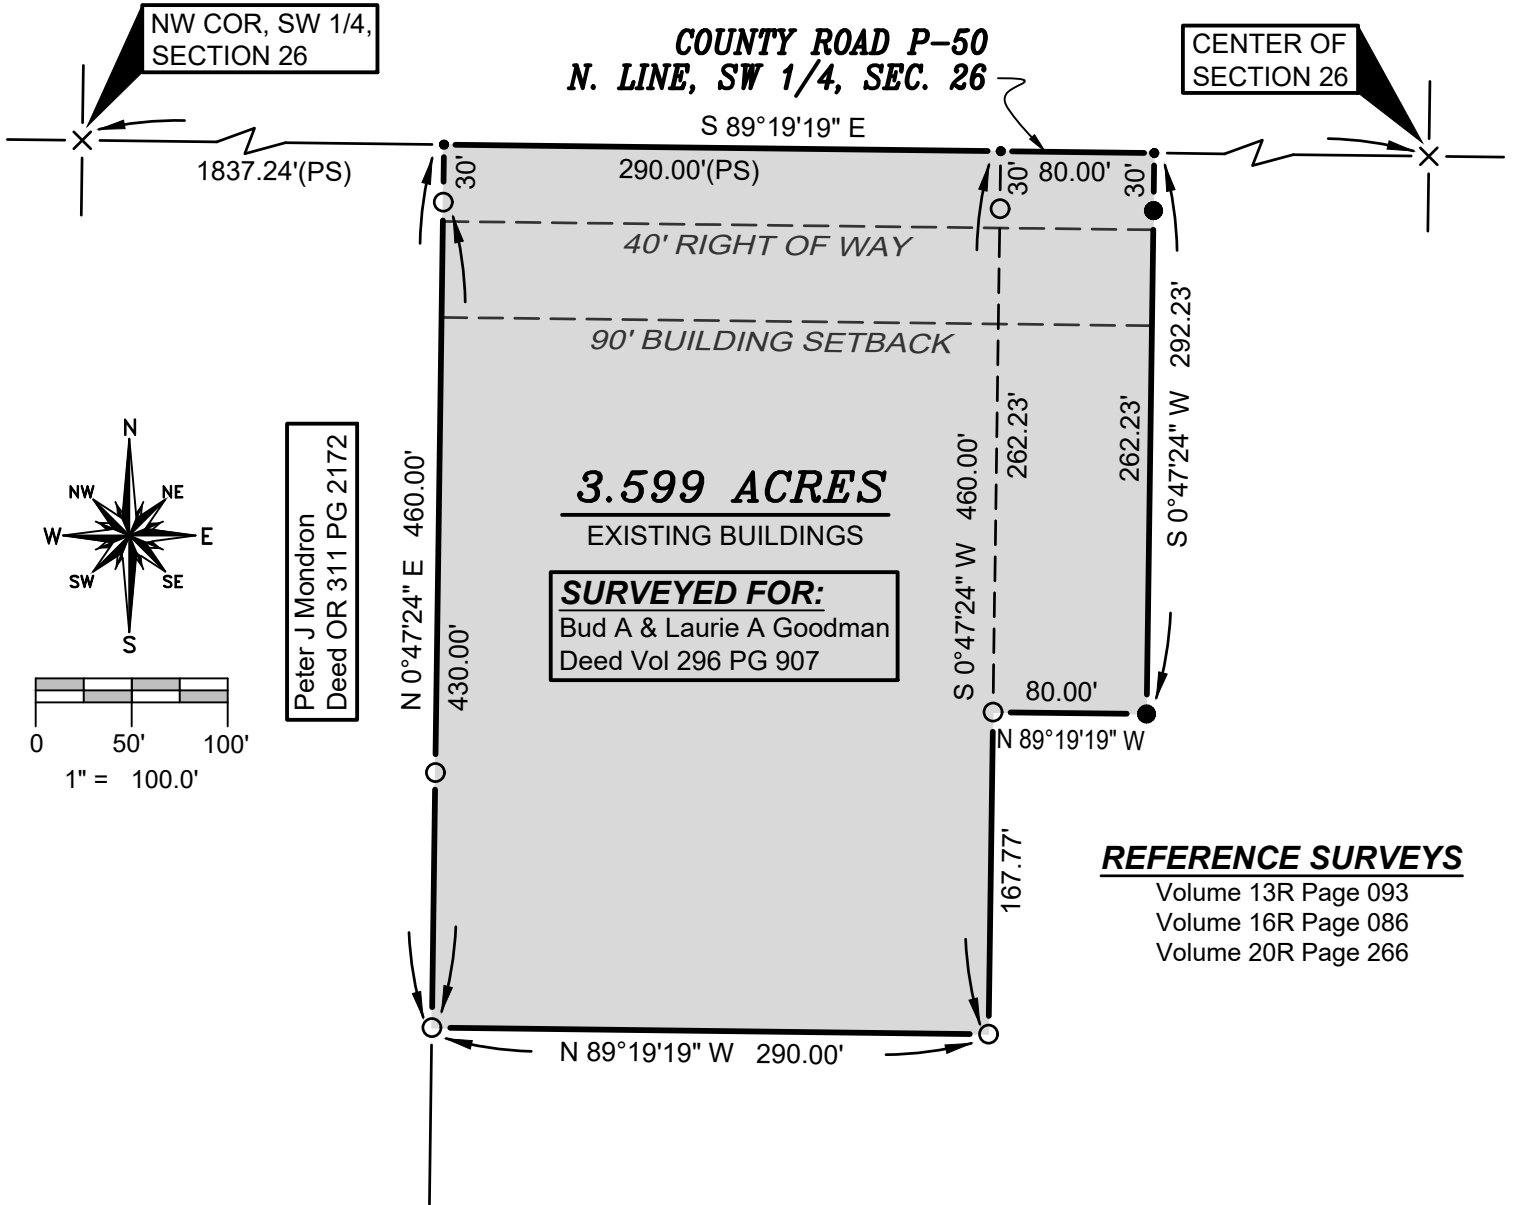 NW COR, SW 1/4,
SECTION 26
COUNTY ROAD P-50
N. LINE, SW 1/4, SEC. 26
CENTER OF
SECTION 26
S 89°19'19" E
1837.24'(PS)
30'
290.00'(PS)
30'
80.00'
30'
40' RIGHT OF WAY
90' BUILDING SETBACK
S 0°47'24" W 292.23'
262.23'
262.23'
N
NW
NE
W
E
SW
SE
S
Peter J Mondron
Deed OR 311 PG 2172
N 0°47'24" E 460.00'
430.00'
3.599 ACRES
EXISTING BUILDINGS
SURVEYED FOR:
Bud A & Laurie A Goodman
Deed Vol 296 PG 907
S 0°47'24" W 460.00'
80.00'
N 89°19'19" W
0 50' 100'
1" = 100.0'
167.77'
REFERENCE SURVEYS
Volume 13R Page 093
Volume 16R Page 086
Volume 20R Page 266
N 89°19'19" W 290.00'